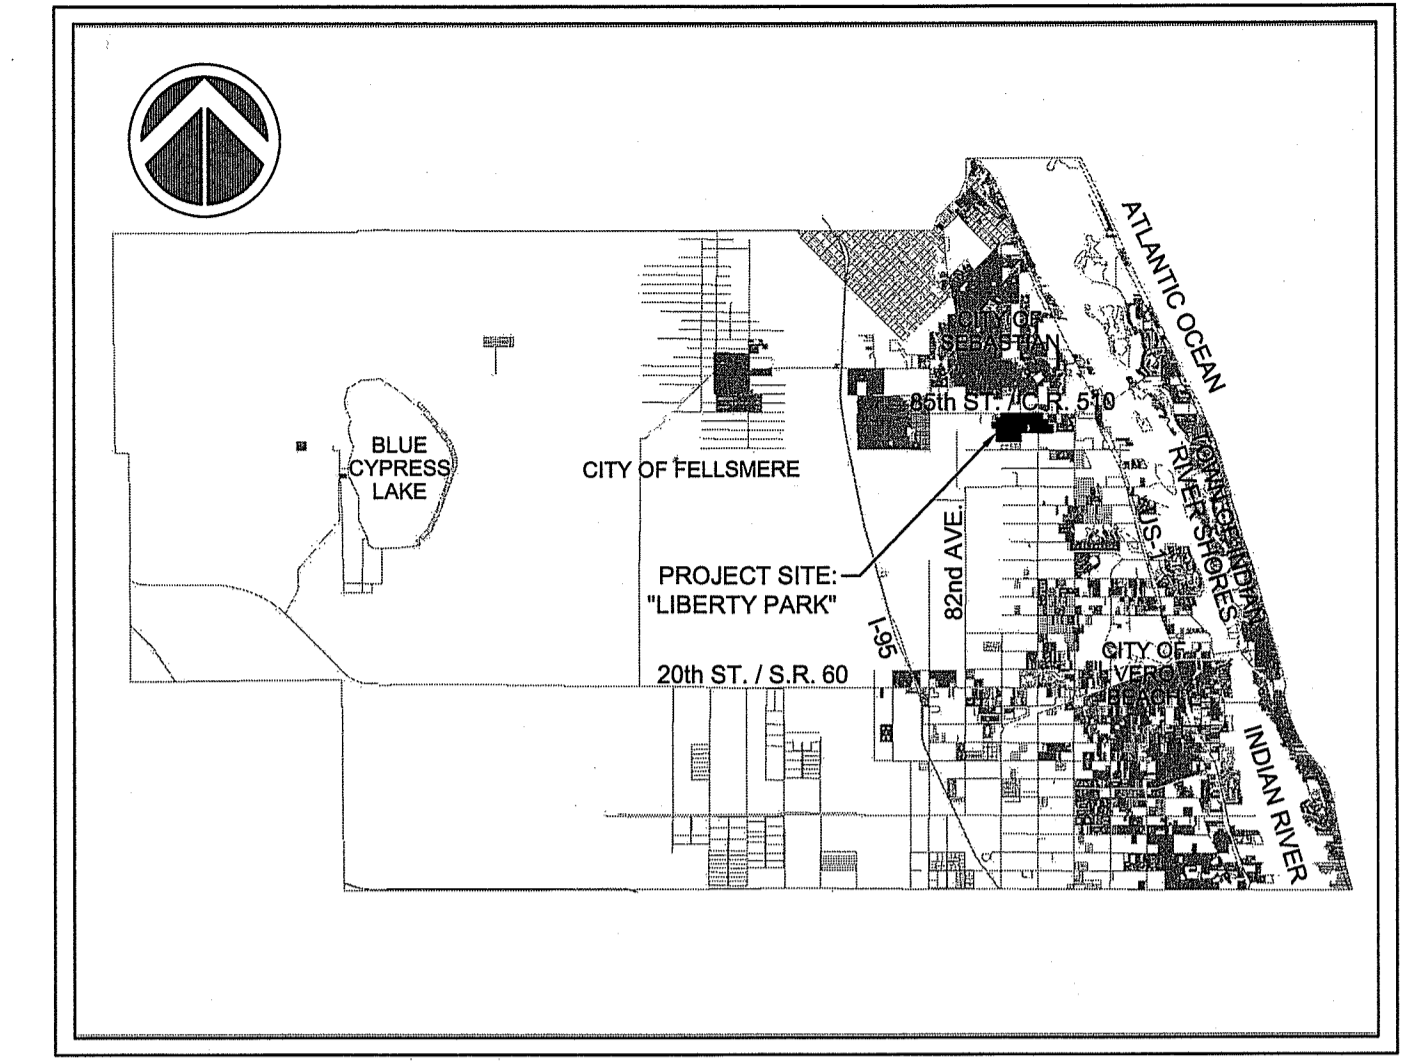 ATLANTIC OCEAN
CITY OF
SEBASTIAN
85th ST. / C.R. 510
BLUE
CYPRESS
LAKE
CITY OF FELLSMERE
TOWN OF INDIAN
RIVER SHORES
US-1
82nd AVE.
PROJECT SITE:
"LIBERTY PARK"
I-95
CITY OF
VERO
BEACH
20th ST. / S.R. 60
INDIAN RIVER